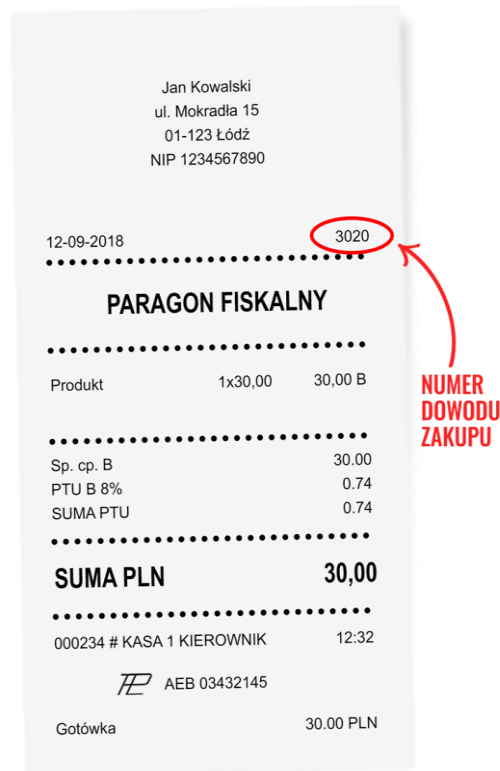 Jan Kowalski
ul. Mokradła 15
01-123 Łódź
NIP 1234567890
12-09-2018 3020
PARAGON FISKALNY
Produkt 1x30,00 30,00 B
NUMER
DOWODU
ZAKUPU
Sp. cp. B 30.00
PTU B 8% 0.74
SUMA PTU 0.74
SUMA PLN 30,00
000234 # KASA 1 KIEROWNIK 12:32
AEB 03432145
Gotówka 30.00 PLN